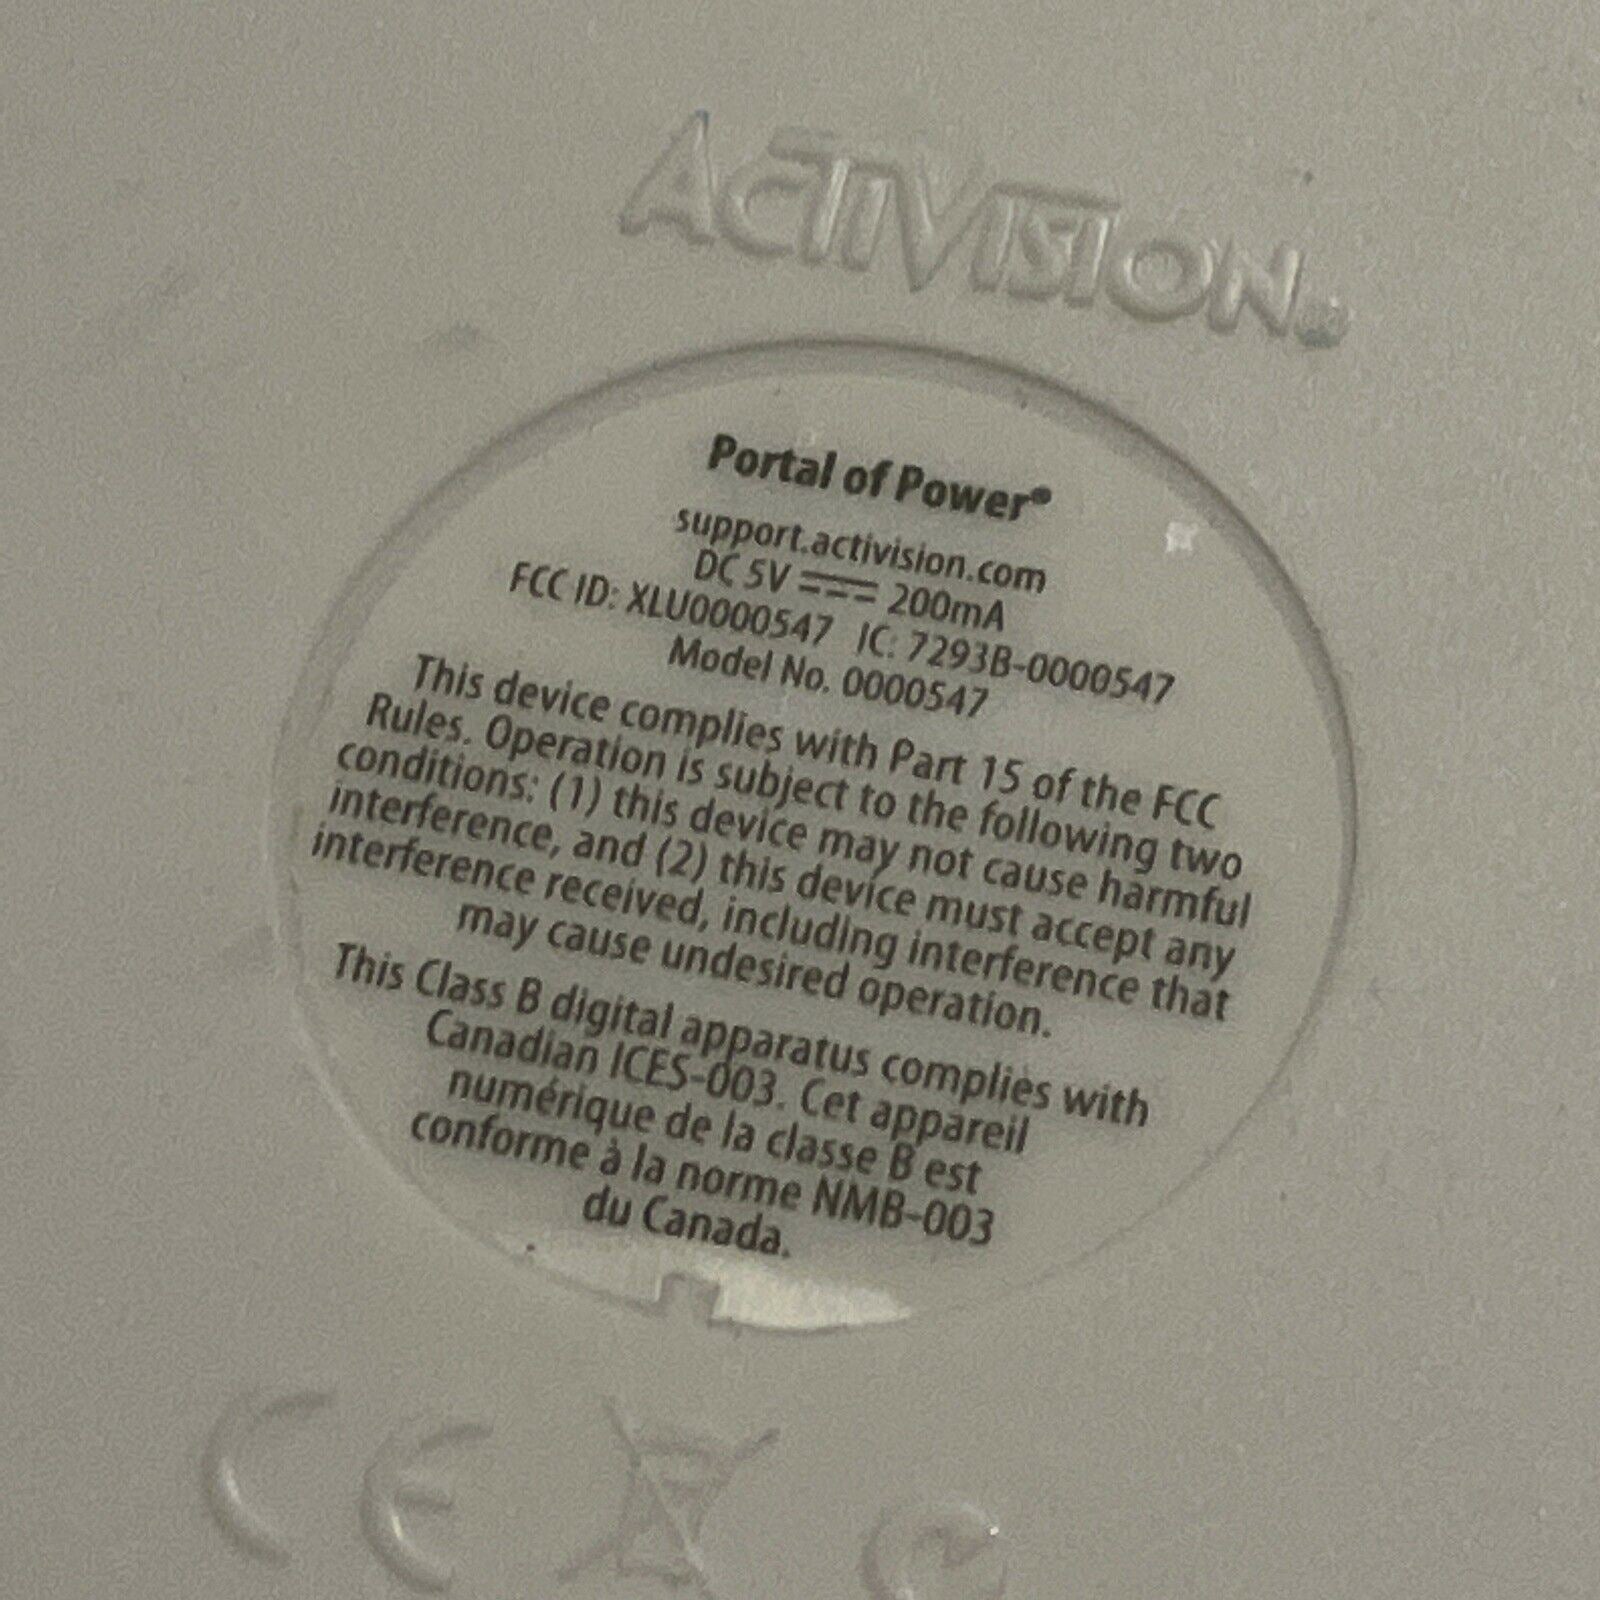 ACTIVISION®
Portal of Power®
support.activision.com
DC 5V ⎓ 200mA
FCC ID: XLU0000547 IC: 7293B-0000547
Model No. 0000547
This device complies with Part 15 of the FCC
Rules. Operation is subject to the following two
conditions: (1) this device may not cause harmful
interference, and (2) this device must accept any
interference received, including interference that
may cause undesired operation.
This Class B digital apparatus complies with
Canadian ICES-003. Cet appareil
numérique de la classe B est
conforme à la norme NMB-003
du Canada.
CE